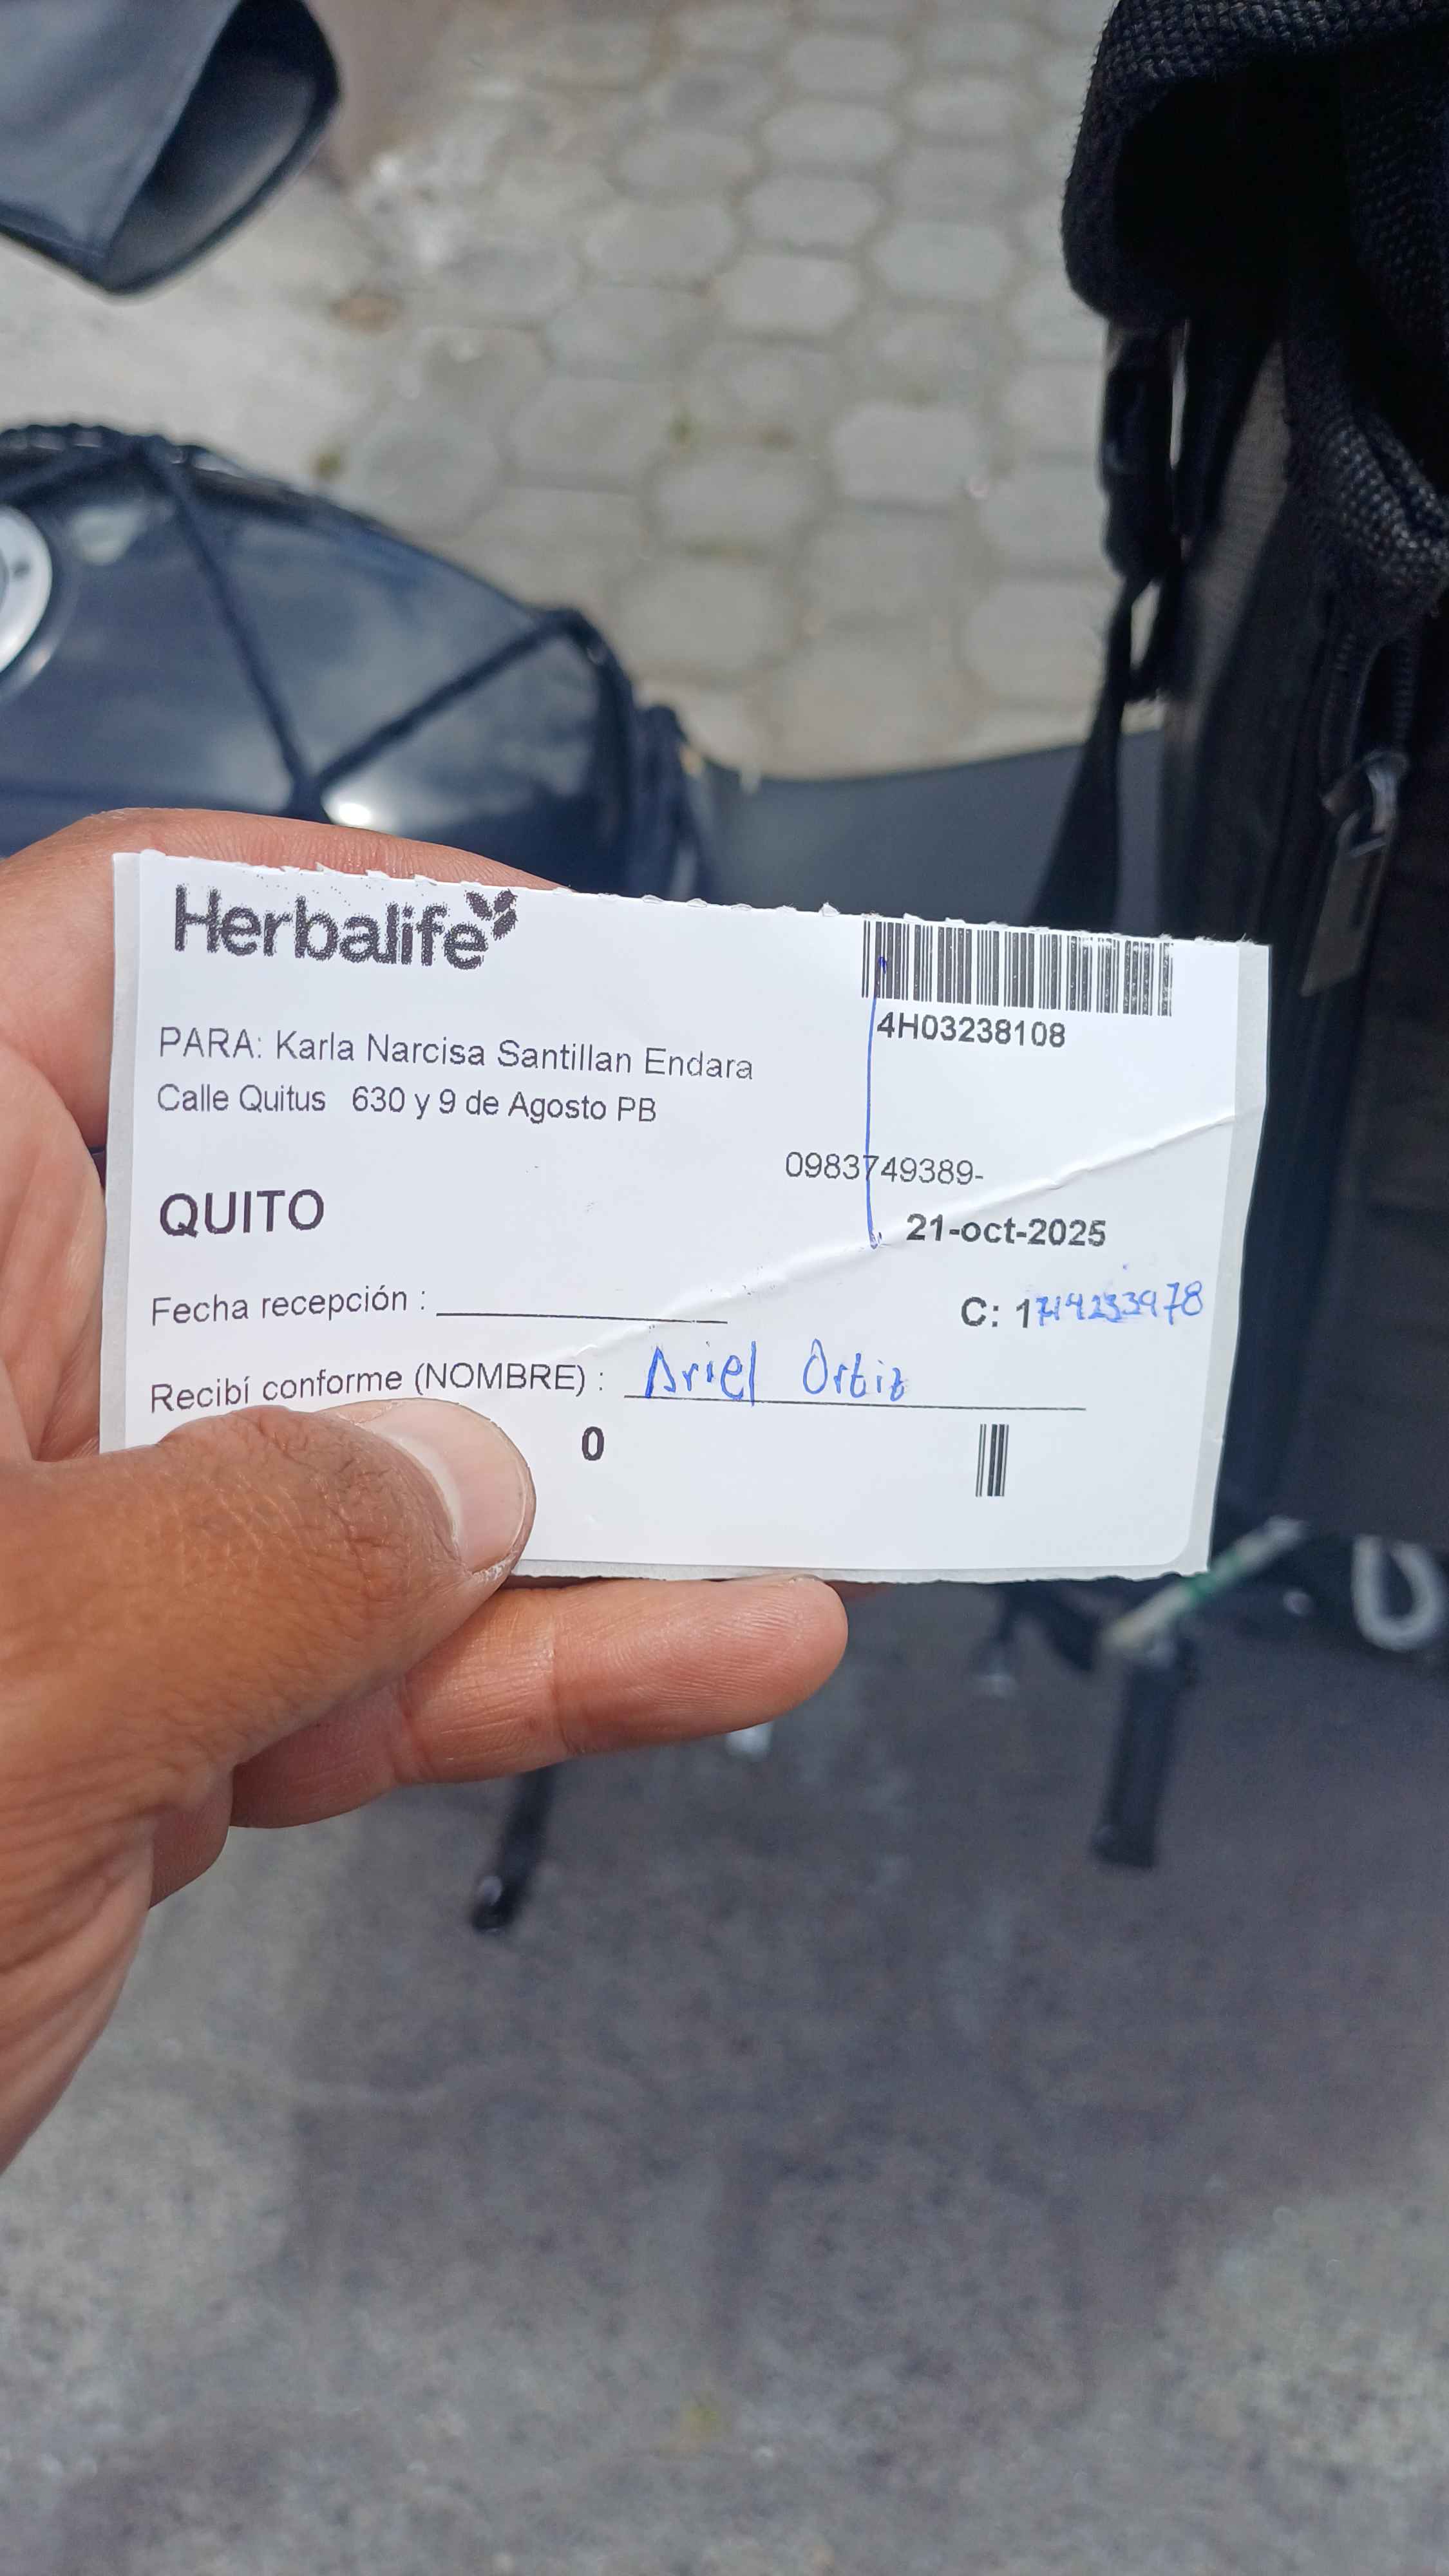 Herbalife
4H03238108
PARA: Karla Narcisa Santillan Endara
Calle Quitus 630 y 9 de Agosto PB
0983749389-
QUITO
21-oct-2025
Fecha recepción :
C: 1714233978
Recibí conforme (NOMBRE) : Ariel Ortiz
0